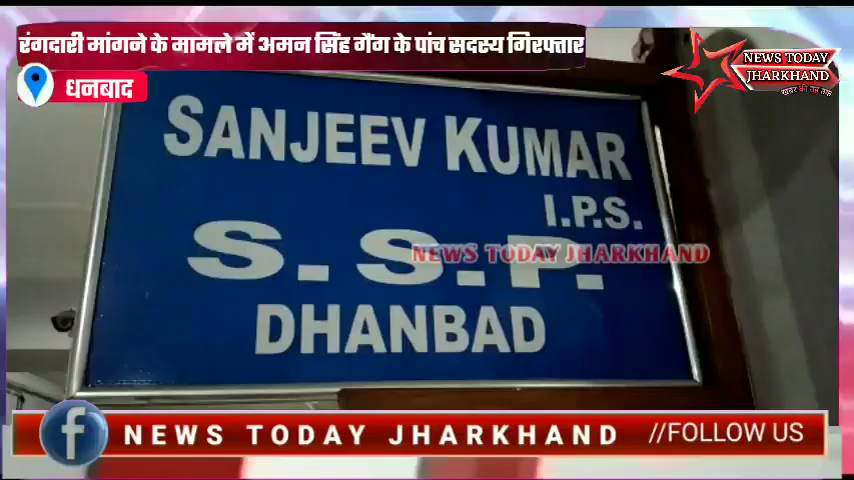 रंगदारी मांगने के मामले में अमन सिंह गैंग के पांच सदस्य गिरफ्तार
धनबाद
NEWS TODAY
JHARKHAND
SANJEEV KUMAR
I.P.S.
S.S.P.
NEWS TODAY JHARKHAND
DHANBAD
NEWS TODAY JHARKHAND
//FOLLOW US